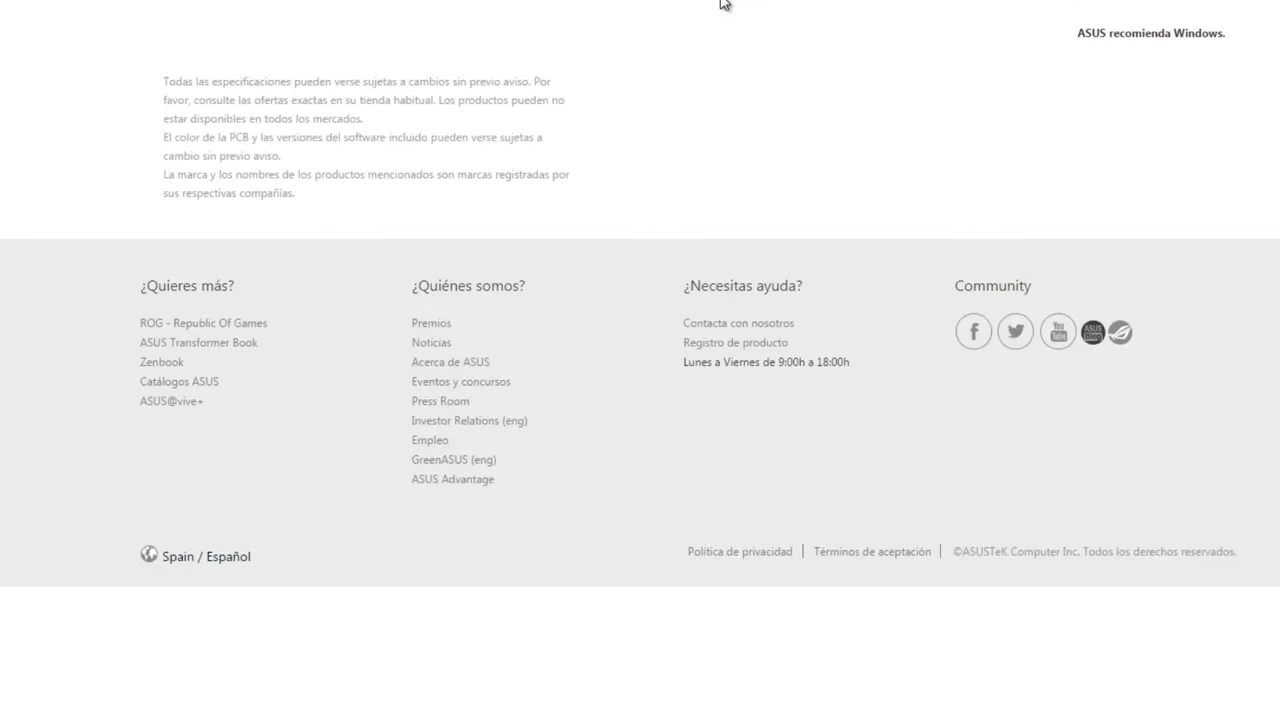 ASUS recomienda Windows.
Todas las especificaciones pueden verse sujetas a cambios sin previo aviso. Por
favor, consulte las ofertas exactas en su tienda habitual. Los productos pueden no
estar disponibles en todos los mercados.
El color de la PCB y las versiones del software incluido pueden verse sujetas a
cambio sin previo aviso.
La marca y los nombres de los productos mencionados son marcas registradas por
sus respectivas compañías.
¿Quieres más?
ROG - Republic Of Games
ASUS Transformer Book
Zenbook
Catálogos ASUS
ASUS@vive+
¿Quiénes somos?
Premios
Noticias
Acerca de ASUS
Eventos y concursos
Press Room
Investor Relations (eng)
Empleo
GreenASUS (eng)
ASUS Advantage
¿Necesitas ayuda?
Contacta con nosotros
Registro de producto
Lunes a Viernes de 9:00h a 18:00h
Community
You
Tube
ASUS
Spain / Español
Política de privacidad | Términos de aceptación | ©ASUSTeK Computer Inc. Todos los derechos reservados.